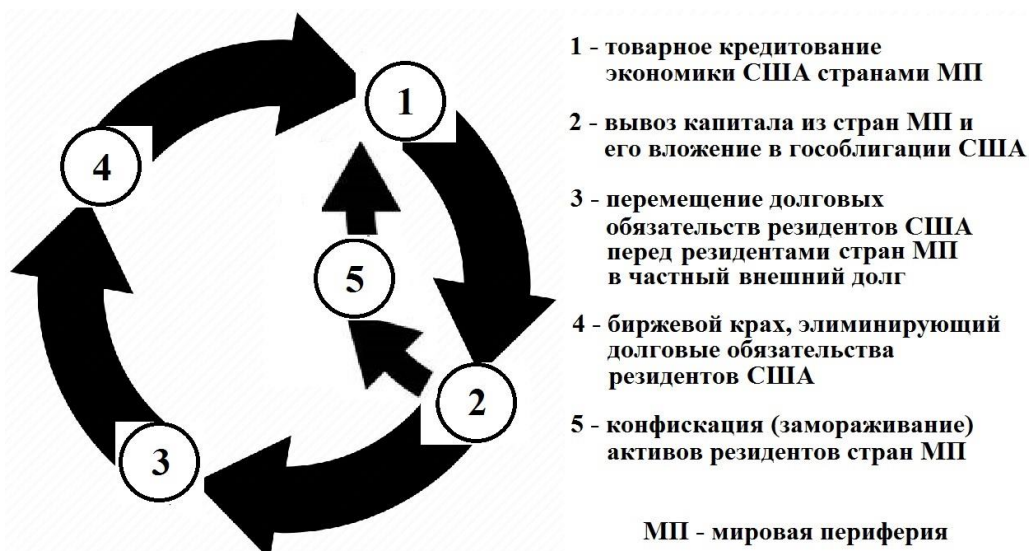 1
4
5
2
3
1 - товарное кредитование
экономики США странами МП
2 - вывоз капитала из стран МП и
его вложение в гособлигации США
3 - перемещение долговых
обязательств резидентов США
перед резидентами стран МП
в частный внешний долг
4 - биржевой крах, элиминирующий
долговые обязательства
резидентов США
5 - конфискация (замораживание)
активов резидентов стран МП
МП - мировая периферия